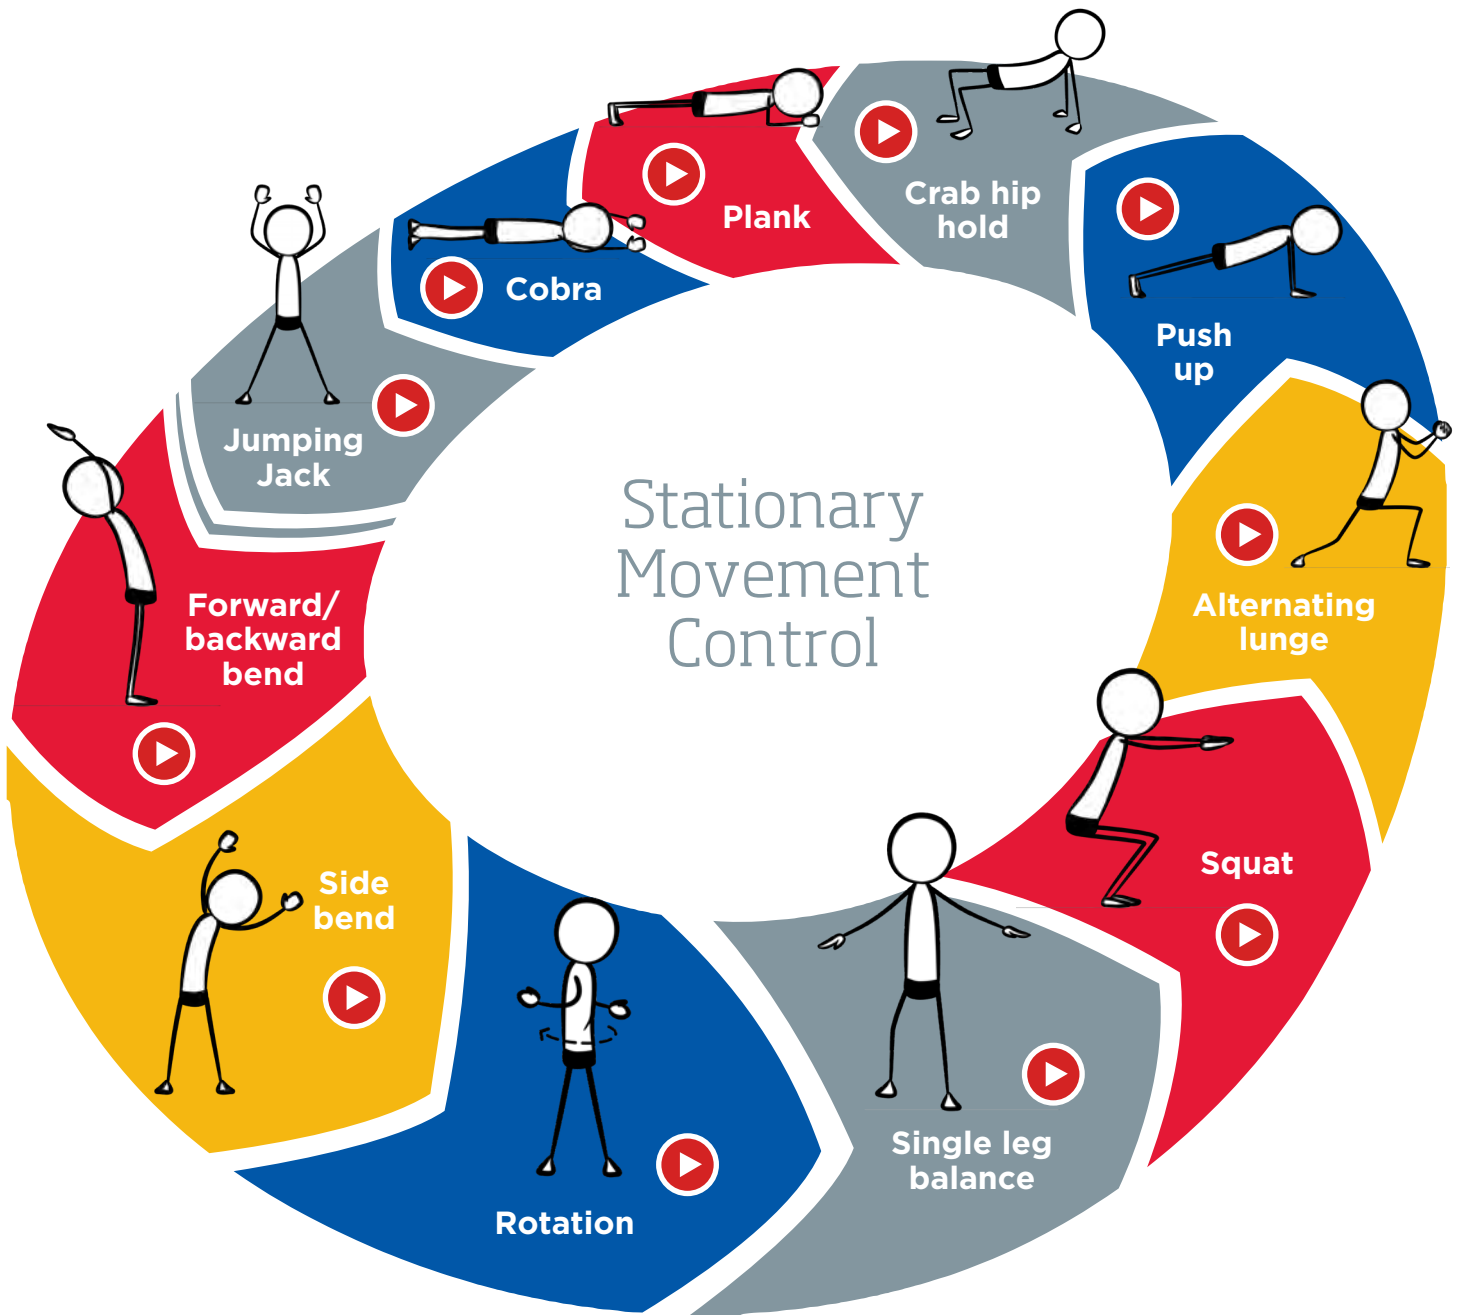 Plank
Crab hip
hold
Push
up
Cobra
Jumping
Jack
Stationary
Movement
Control
Forward/
backward
bend
Alternating
lunge
Squat
Side
bend
Single leg
balance
Rotation